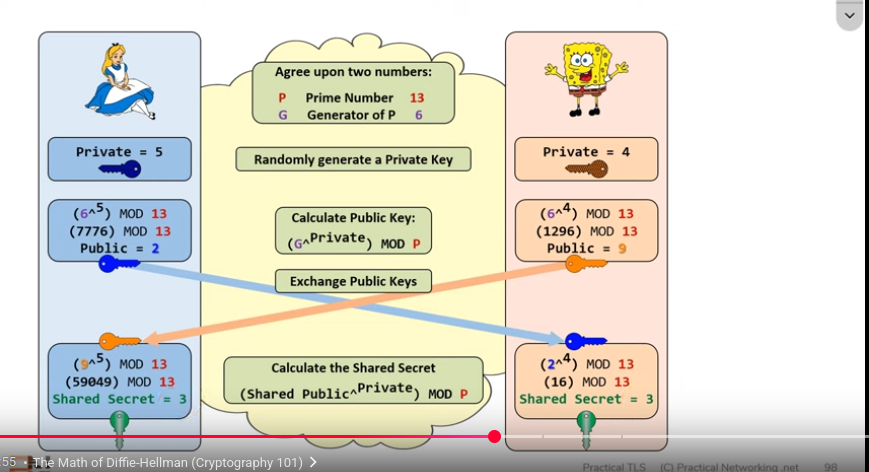 Agree upon two numbers:
P Prime Number 13
G Generator of P 6
Private = 5
Randomly generate a Private Key
Private = 4
(6^5) MOD 13
(7776) MOD 13
Public = 2
Calculate Public Key:
(G^Private) MOD P
(6^4) MOD 13
(1296) MOD 13
Public = 9
Exchange Public Keys
(9^5) MOD 13
(59049) MOD 13
Shared Secret = 3
Calculate the Shared Secret
(Shared Public^Private) MOD P
(2^4) MOD 13
(16) MOD 13
Shared Secret = 3
:55 • The Math of Diffie-Hellman (Cryptography 101)
Practical TLS (C) Practical Networking .net 98